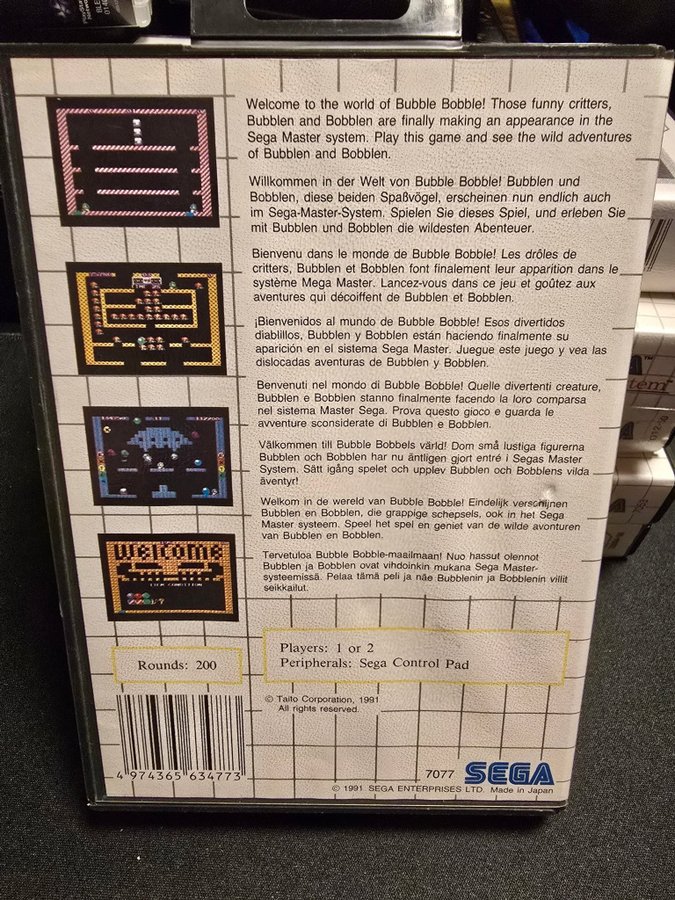 Welcome to the world of Bubble Bobble! Those funny critters,
Bubblen and Bobblen are finally making an appearance in the
Sega Master system. Play this game and see the wild adventures
of Bubblen and Bobblen.
Willkommen in der Welt von Bubble Bobble! Bubblen und
Bobblen, diese beiden Spaßvögel, erscheinen nun endlich auch
im Sega-Master-System. Spielen Sie dieses Spiel, und erleben Sie
mit Bubblen und Bobblen die wildesten Abenteuer.
Bienvenu dans le monde de Bubble Bobble! Les drôles de
critters, Bubblen et Bobblen font finalement leur apparition dans le
système Mega Master. Lancez-vous dans ce jeu et goûtez aux
aventures qui décoiffent de Bubblen et Bobblen.
¡Bienvenidos al mundo de Bubble Bobble! Esos divertidos
diablillos, Bubblen y Bobblen están haciendo finalmente su
aparición en el sistema Sega Master. Juegue este juego y vea las
dislocadas aventuras de Bubblen y Bobblen.
Benvenuti nel mondo di Bubble Bobble! Quelle divertenti creature,
Bubblen e Bobblen stanno finalmente facendo la loro comparsa
nel sistema Master Sega. Prova questo gioco e guarda le
avventure sconsiderate di Bubblen e Bobblen.
Välkommen till Bubble Bobbels värld! Dom små lustiga figurerna
Bubblen och Bobblen har nu äntligen gjort entré i Segas Master
System. Sätt igång spelet och upplev Bubblen och Bobblens vilda
äventyr!
Welkom in de wereld van Bubble Bobble! Eindelijk verschijnen
Bubblen en Bobblen, die grappige schepsels, ook in het Sega
Master systeem. Speel het spel en geniet van de wilde avonturen
van Bubblen en Bobblen.
Tervetuloa Bubble Bobble-maailmaan! Nuo hassut olennot
Bubblen ja Bobblen ovat vihdoinkin mukana Sega Master-
systeemissä. Pelaa tämä peli ja näe Bubblenin ja Bobblenin villit
seikkailut.
WELCOME
Rounds: 200
Players: 1 or 2
Peripherals: Sega Control Pad
© Taito Corporation, 1991
All rights reserved.
4 974365 634773
7077 SEGA
© 1991 SEGA ENTERPRISES LTD. Made in Japan